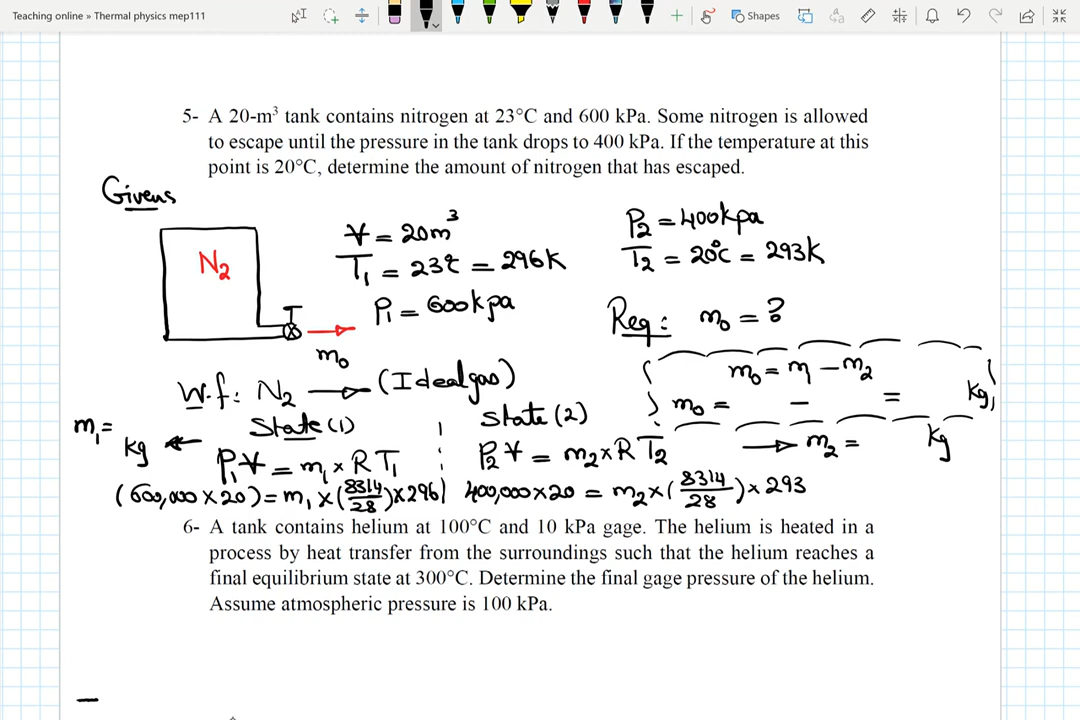 Teaching online » Thermal physics mep111
Shapes
5- A 20-m³ tank contains nitrogen at 23°C and 600 kPa. Some nitrogen is allowed
to escape until the pressure in the tank drops to 400 kPa. If the temperature at this
point is 20°C, determine the amount of nitrogen that has escaped.
Givens
N₂
m₀
V = 20m³
T₁ = 23℃ = 296K
P₁ = 600kpa
P₂ = 400kpa
T₂ = 20℃ = 293K
Req: m₀ = ?
m₀ = m₁ - m₂
m₀ = - = Kg,
W.f: N₂ → (Ideal gas)
m₁ = kg ←
State (1)
P₁V = m₁ × RT₁
(600,000 × 20) = m₁ × (8314/28) × 296
State (2)
P₂V = m₂ × RT₂
→ m₂ = Kg
400,000 × 20 = m₂ × (8314/28) × 293
6- A tank contains helium at 100°C and 10 kPa gage. The helium is heated in a
process by heat transfer from the surroundings such that the helium reaches a
final equilibrium state at 300°C. Determine the final gage pressure of the helium.
Assume atmospheric pressure is 100 kPa.